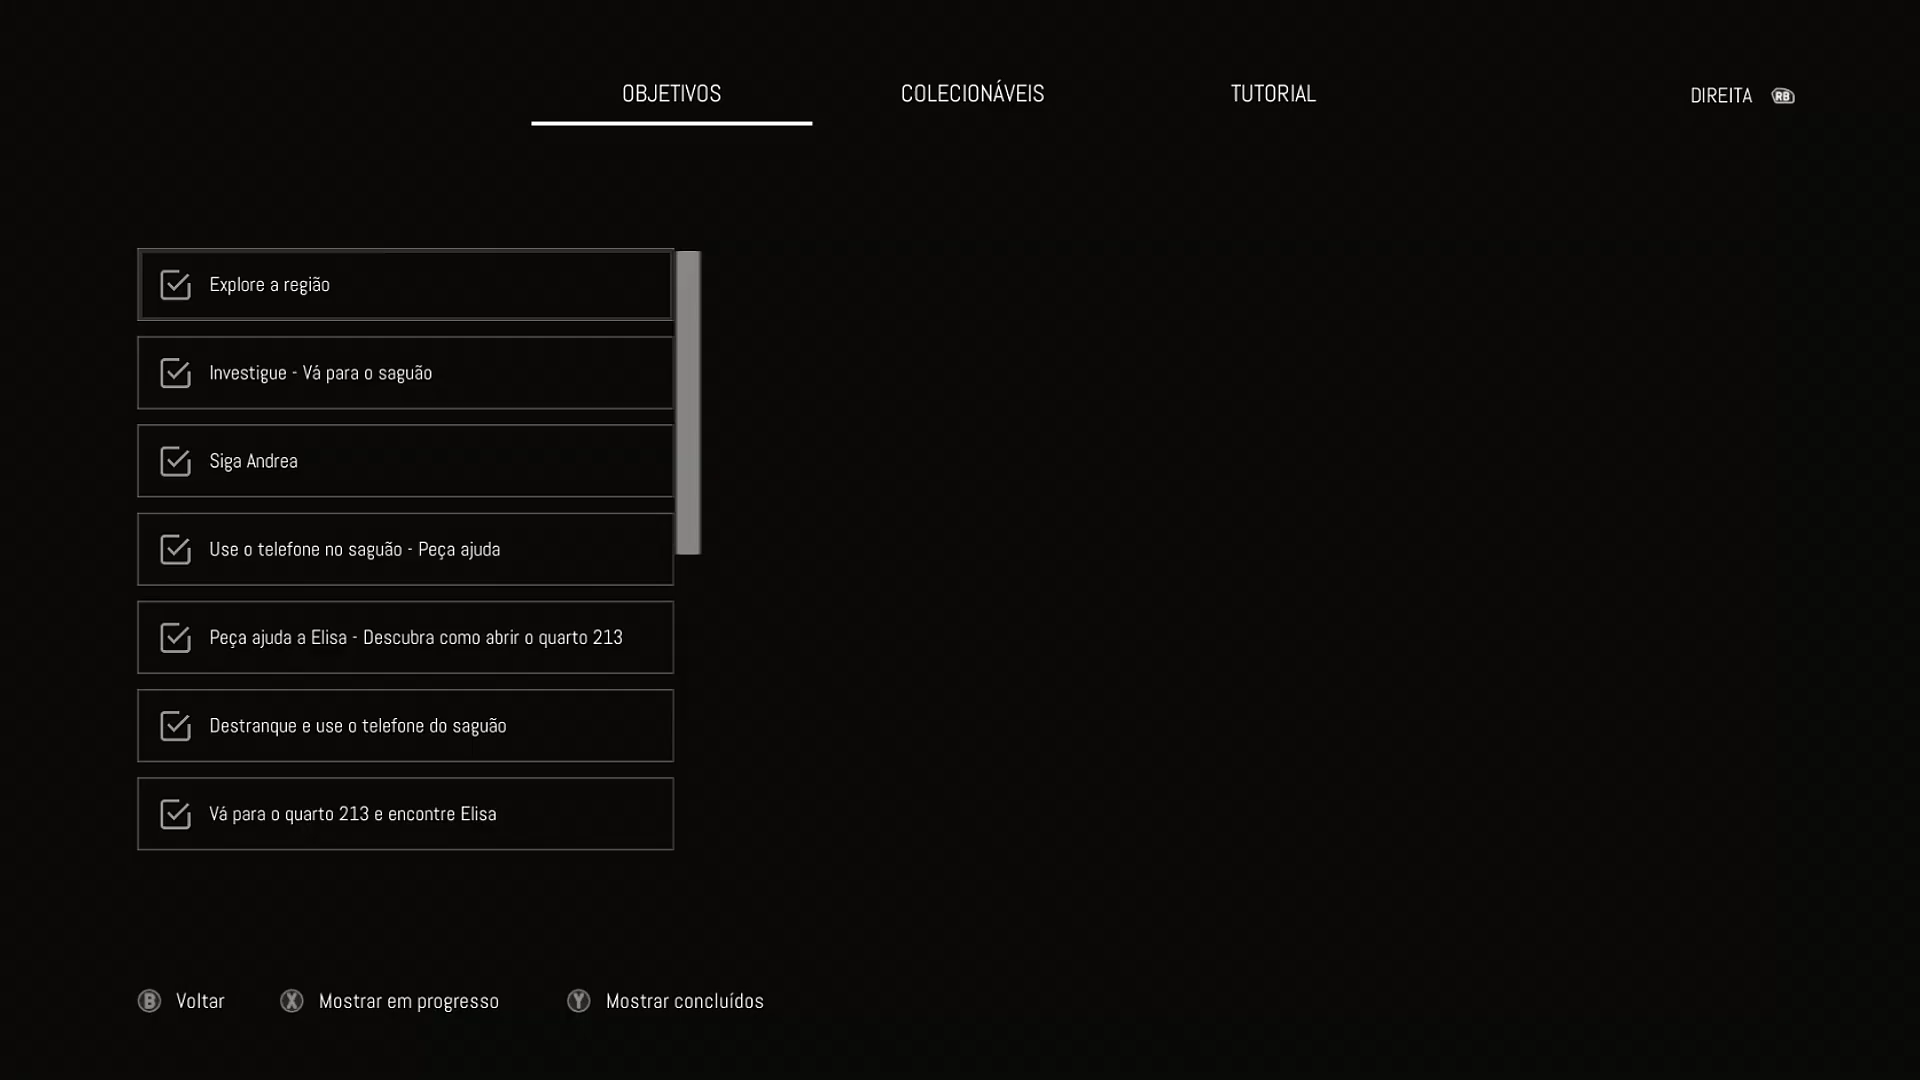 OBJETIVOS COLECIONÁVEIS TUTORIAL DIREITA RB
Explore a região
Investigue - Vá para o saguão
Siga Andrea
Use o telefone no saguão - Peça ajuda
Peça ajuda a Elisa - Descubra como abrir o quarto 213
Destranque e use o telefone do saguão
Vá para o quarto 213 e encontre Elisa
B Voltar X Mostrar em progresso Y Mostrar concluídos